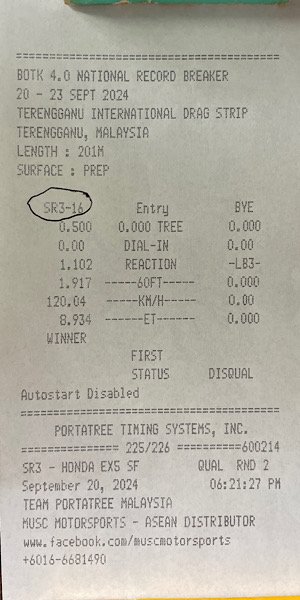 =================================
BOTK 4.0 NATIONAL RECORD BREAKER
20 - 23 SEPT 2024
TERENGGANU INTERNATIONAL DRAG STRIP
TERENGGANU, MALAYSIA
LENGTH : 201M
SURFACE : PREP
=================================
SR3-16 Entry BYE
0.500 0.000 TREE 0.000
0.00 DIAL-IN 0.00
1.102 REACTION -LB3-
1.917 -----60FT----- 0.000
120.04 -----KM/H----- 0.00
8.934 ------ET------ 0.000
WINNER
FIRST
STATUS DISQUAL
Autostart Disabled
=================================
PORTATREE TIMING SYSTEMS, INC.
=============== 225/226 ==========600214
SR3 - HONDA EX5 SF QUAL RND 2
September 20, 2024 06:21:27 PM
TEAM PORTATREE MALAYSIA
MUSC MOTORSPORTS - ASEAN DISTRIBUTOR
www.facebook.com/muscmotorsports
+6016-6681490